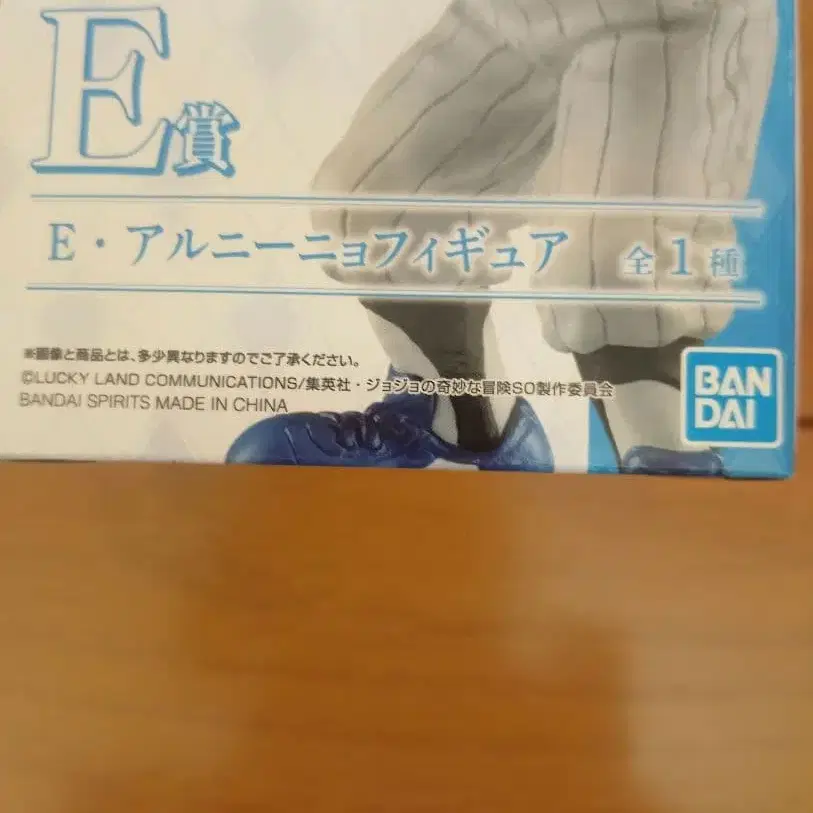 E賞
E・アルニーニョフィギュア 全1種
※画像と商品とは、多少異なりますのでご了承ください。
©LUCKY LAND COMMUNICATIONS/集英社・ジョジョの奇妙な冒険SO製作委員会
BANDAI SPIRITS MADE IN CHINA
BAN
DAI